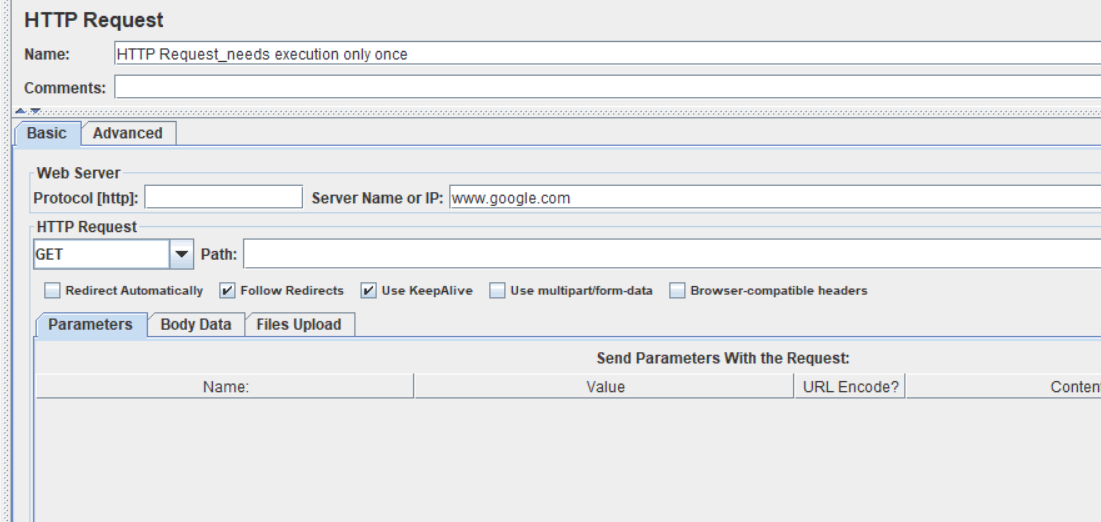 HTTP Request
Name: HTTP Request_needs execution only once
Comments:
Basic Advanced
Web Server
Protocol [http]: Server Name or IP: www.google.com
HTTP Request
GET Path:
Redirect Automatically Follow Redirects Use KeepAlive Use multipart/form-data Browser-compatible headers
Parameters Body Data Files Upload
Send Parameters With the Request:
Name: Value URL Encode? Conten